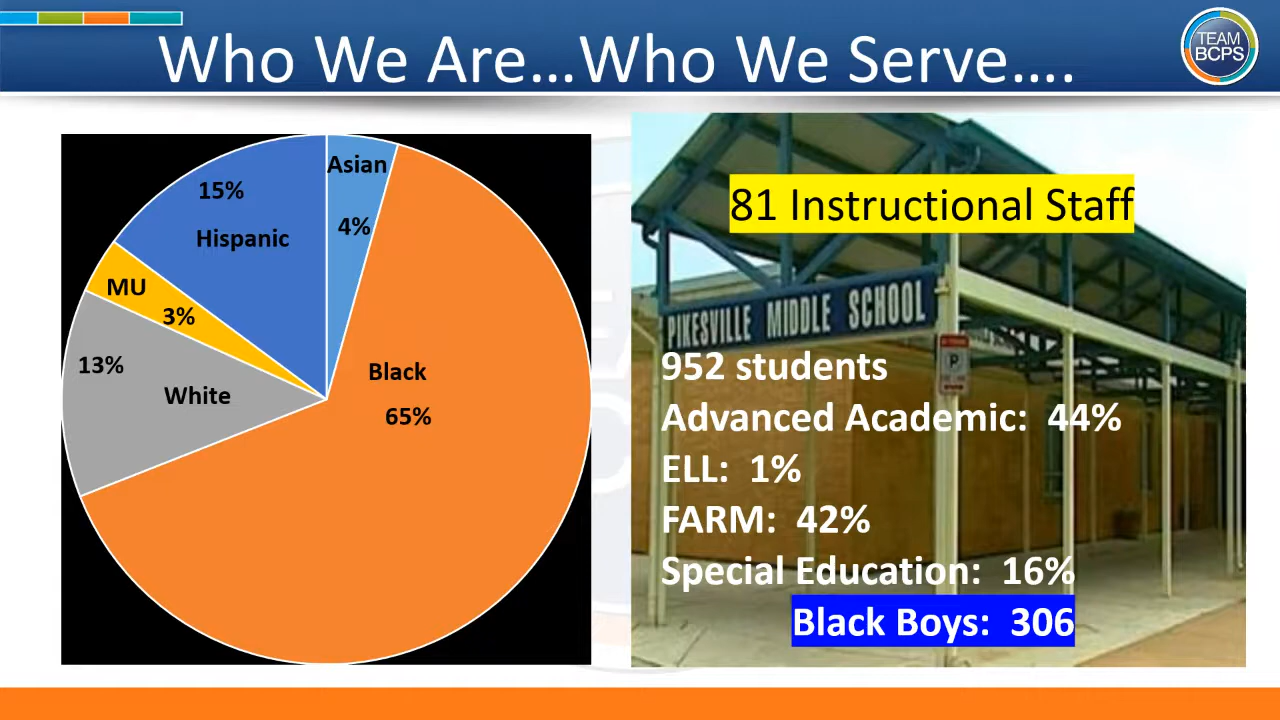 Who We Are...Who We Serve....
TEAM
BCPS
Asian
4%
15%
Hispanic
MU
3%
13%
White
Black
65%
81 Instructional Staff
PIKESVILLE MIDDLE SCHOOL
952 students
Advanced Academic: 44%
ELL: 1%
FARM: 42%
Special Education: 16%
Black Boys: 306